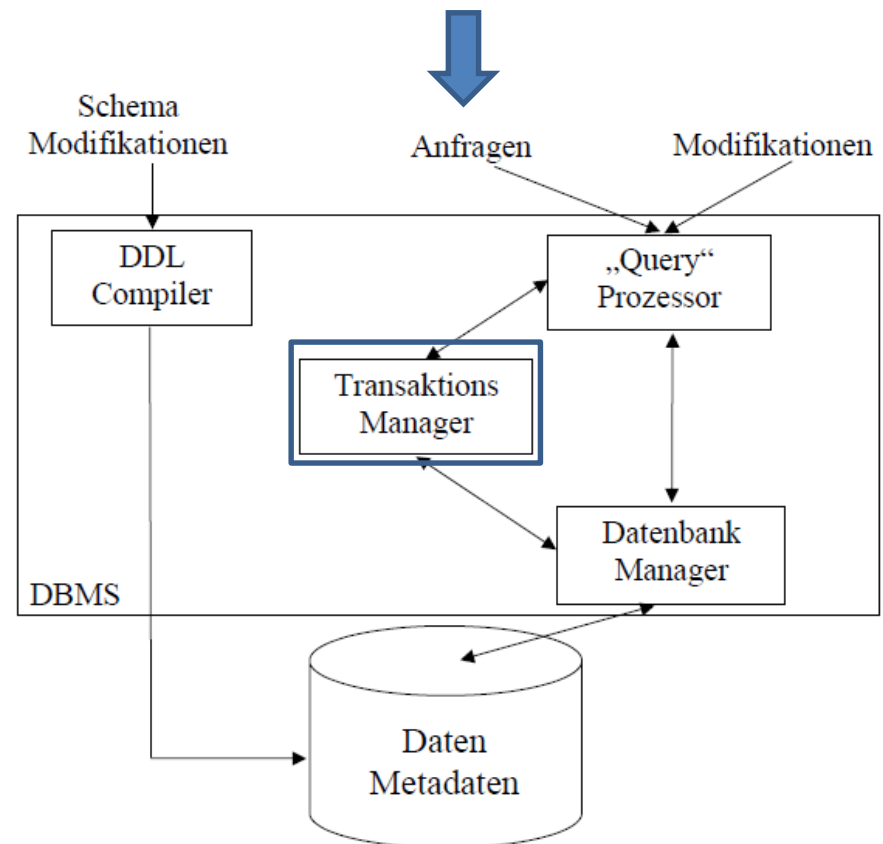 Schema
Modifikationen
Anfragen
Modifikationen
DDL
Compiler
„Query“
Prozessor
Transaktions
Manager
Datenbank
Manager
DBMS
Daten
Metadaten